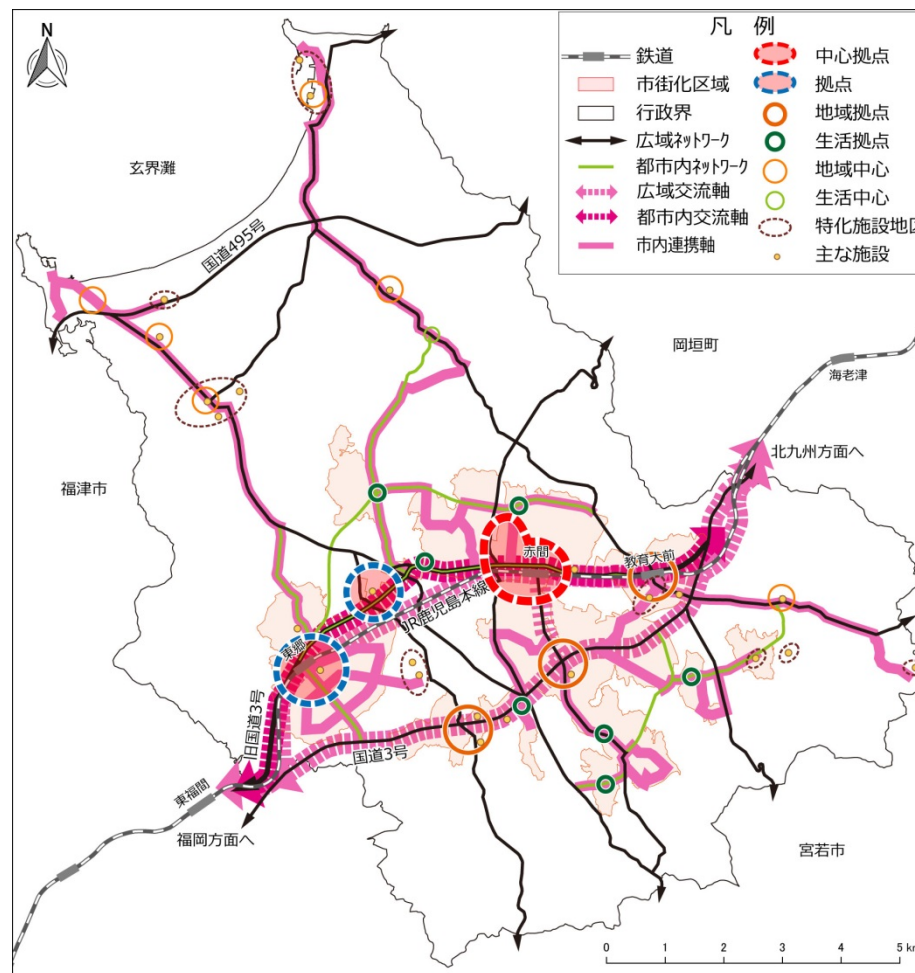 N
凡 例
鉄道
市街化区域
行政界
広域ネットワーク
都市内ネットワーク
広域交流軸
都市内交流軸
市内連携軸
中心拠点
拠点
地域拠点
生活拠点
地域中心
生活中心
特化施設地区
主な施設
玄界灘
国道495号
岡垣町
海老津
北九州方面へ
福津市
赤間
教育大前
JR鹿児島本線
東郷
旧国道3号
国道3号
東福間
福岡方面へ
宮若市
0 1 2 3 4 5 km